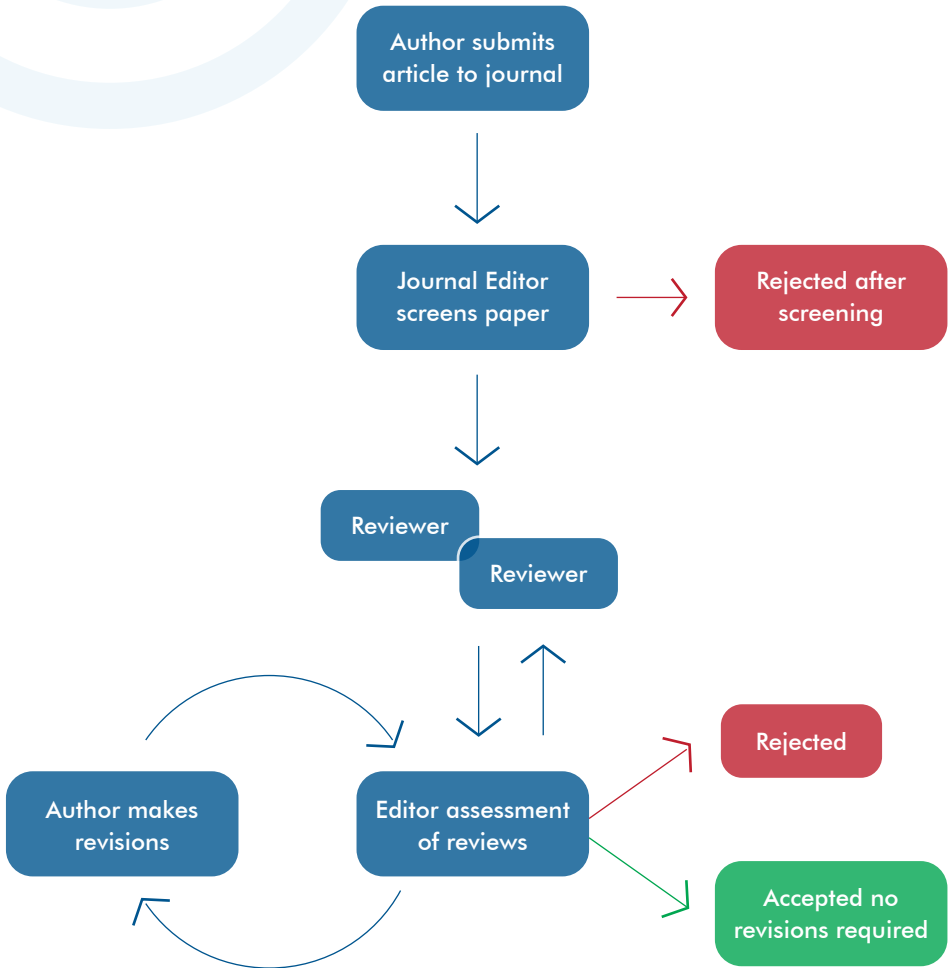 Author submits
article to journal
Journal Editor
screens paper
Rejected after
screening
Reviewer
Reviewer
Rejected
Author makes
revisions
Editor assessment
of reviews
Accepted no
revisions required